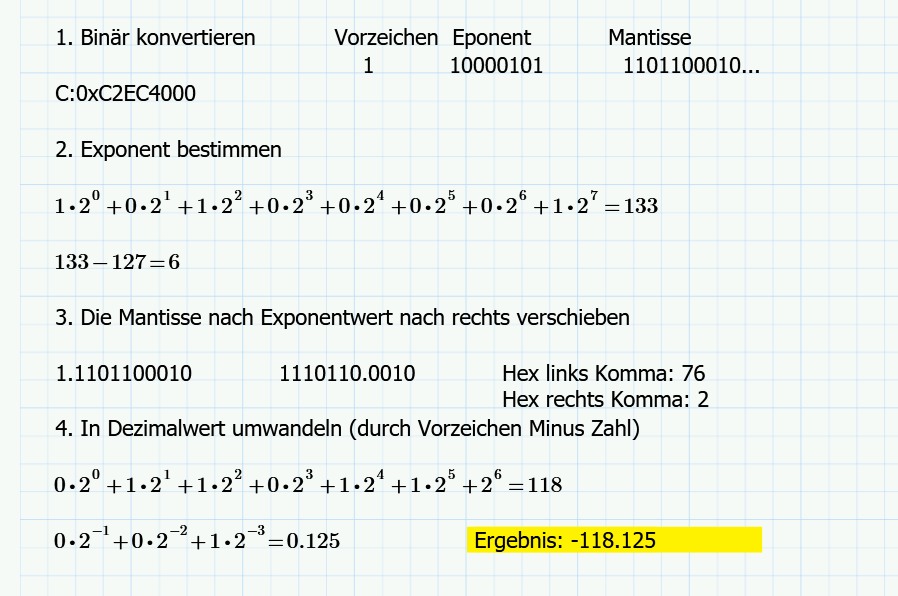 1. Binär konvertieren Vorzeichen Eponent Mantisse
1 10000101 1101100010...
C:0xC2EC4000
2. Exponent bestimmen
1·2^0+0·2^1+1·2^2+0·2^3+0·2^4+0·2^5+0·2^6+1·2^7=133
133−127=6
3. Die Mantisse nach Exponentwert nach rechts verschieben
1.1101100010 1110110.0010 Hex links Komma: 76
Hex rechts Komma: 2
4. In Dezimalwert umwandeln (durch Vorzeichen Minus Zahl)
0·2^0+1·2^1+1·2^2+0·2^3+1·2^4+1·2^5+2^6=118
0·2^−1+0·2^−2+1·2^−3=0.125 Ergebnis: -118.125